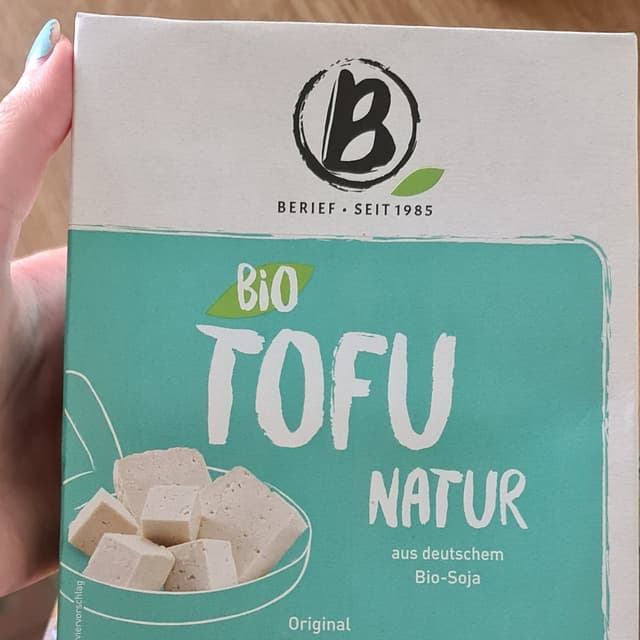 B
BERIEF • SEIT 1985
BiO
TOFU
NATUR
aus deutschem
Bio-Soja
Original